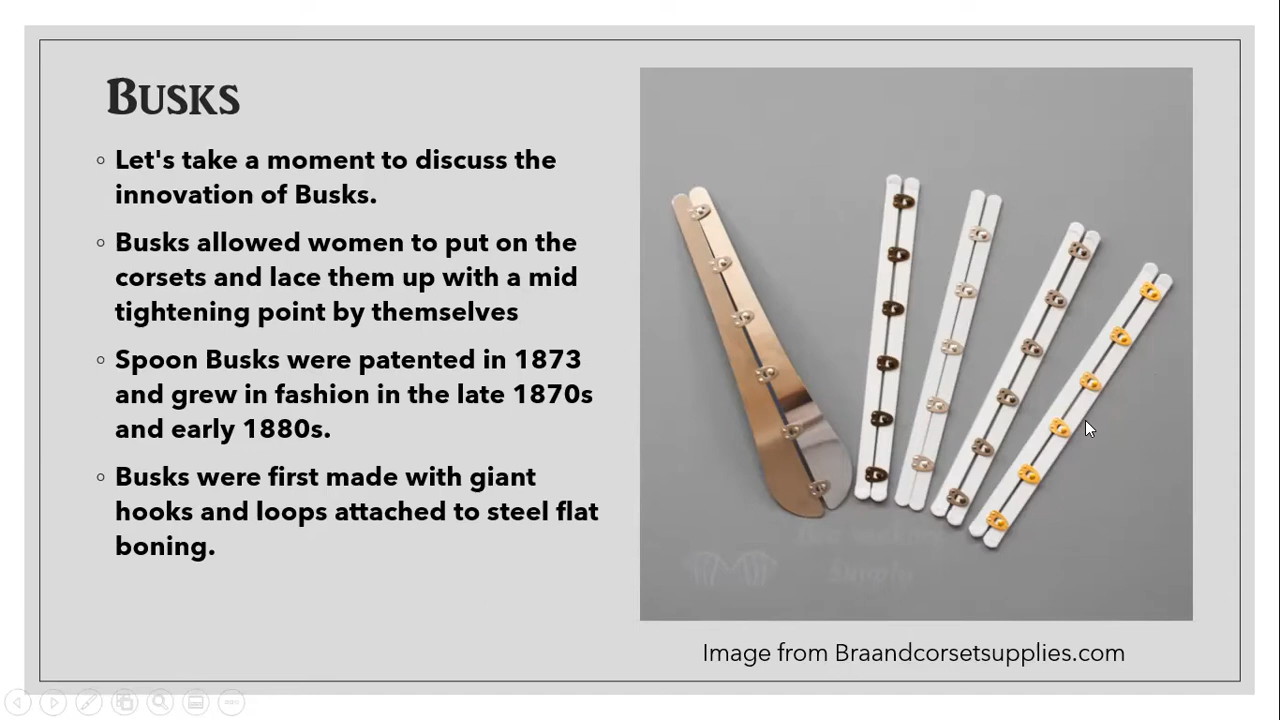 Busks
Let's take a moment to discuss the
innovation of Busks.
Busks allowed women to put on the
corsets and lace them up with a mid
tightening point by themselves
Spoon Busks were patented in 1873
and grew in fashion in the late 1870s
and early 1880s.
Busks were first made with giant
hooks and loops attached to steel flat
boning.
Supply
Image from Braandcorsetsupplies.com